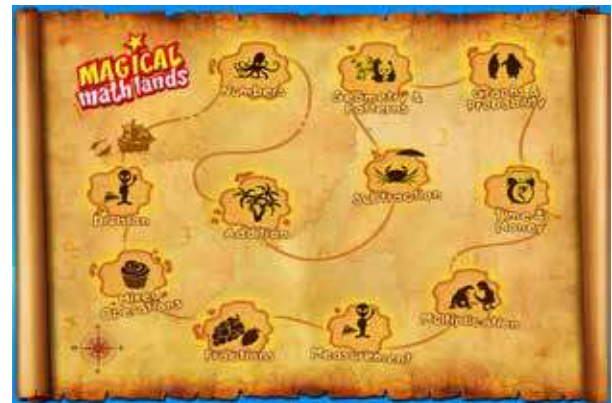 MAGICAL
math lands
Numbers
Geometry &
Patterns
Graphs &
Probability
Division
Addition
Subtraction
Time &
Money
Mixed
Operations
Fractions
Measurement
Multiplication